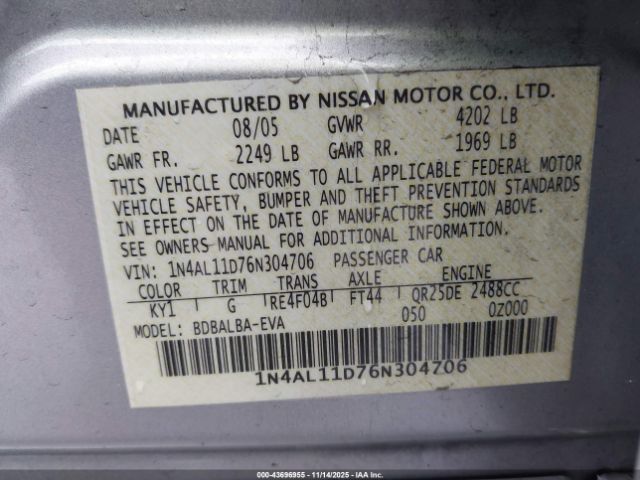 MANUFACTURED BY NISSAN MOTOR CO., LTD.
DATE 08/05 GVWR 4202 LB
GAWR FR. 2249 LB GAWR RR. 1969 LB
THIS VEHICLE CONFORMS TO ALL APPLICABLE FEDERAL MOTOR
VEHICLE SAFETY, BUMPER AND THEFT PREVENTION STANDARDS
IN EFFECT ON THE DATE OF MANUFACTURE SHOWN ABOVE.
SEE OWNERS MANUAL FOR ADDITIONAL INFORMATION.
VIN: 1N4AL11D76N304706 PASSENGER CAR
COLOR TRIM TRANS AXLE ENGINE
KY1 G RE4F04B FT44 QR25DE 2488CC
050 0Z000
MODEL: BDBALBA-EVA
1N4AL11D76N304706
000-43696955 - 11/14/2025 - IAA Corp.